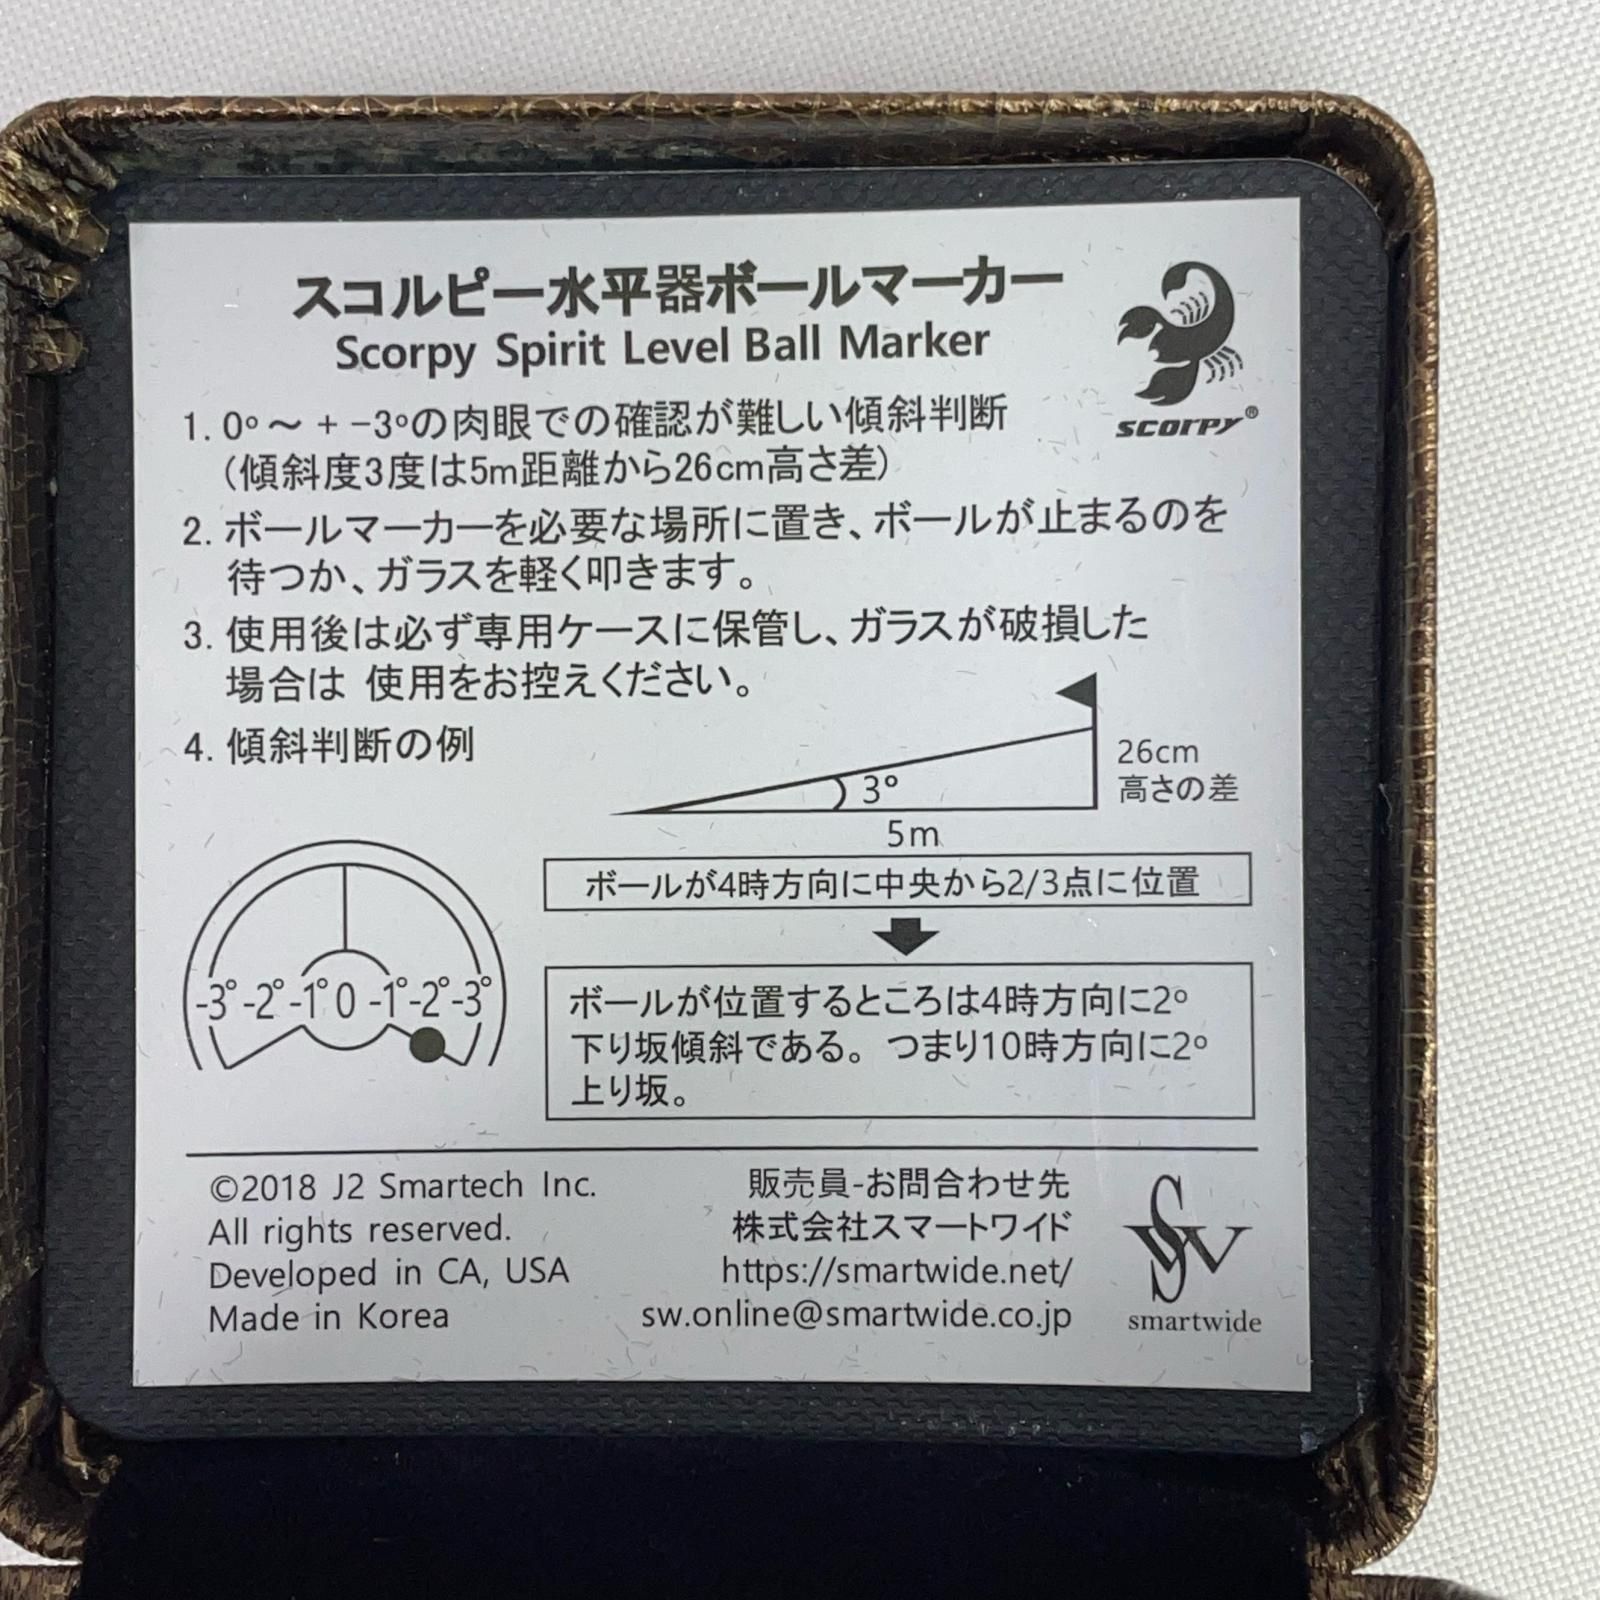 スコルピー水平器ボールマーカー
Scorpy Spirit Level Ball Marker
SCORPY®
1. 0°～ + −3°の肉眼での確認が難しい傾斜判断
(傾斜度3度は5m距離から26cm高さ差)
2. ボールマーカーを必要な場所に置き、ボールが止まるのを
待つか、ガラスを軽く叩きます。
3. 使用後は必ず専用ケースに保管し、ガラスが破損した
場合は 使用をお控えください。
4. 傾斜判断の例
3°
5m
26cm
高さの差
-3° -2° -1° 0 -1° -2° -3°
ボールが4時方向に中央から2/3点に位置
ボールが位置するところは4時方向に2°
下り坂傾斜である。つまり10時方向に2°
上り坂。
©2018 J2 Smartech Inc.
All rights reserved.
Developed in CA, USA
Made in Korea
販売員-お問合わせ先
株式会社スマートワイド
https://smartwide.net/
sw.online@smartwide.co.jp
SW
smartwide